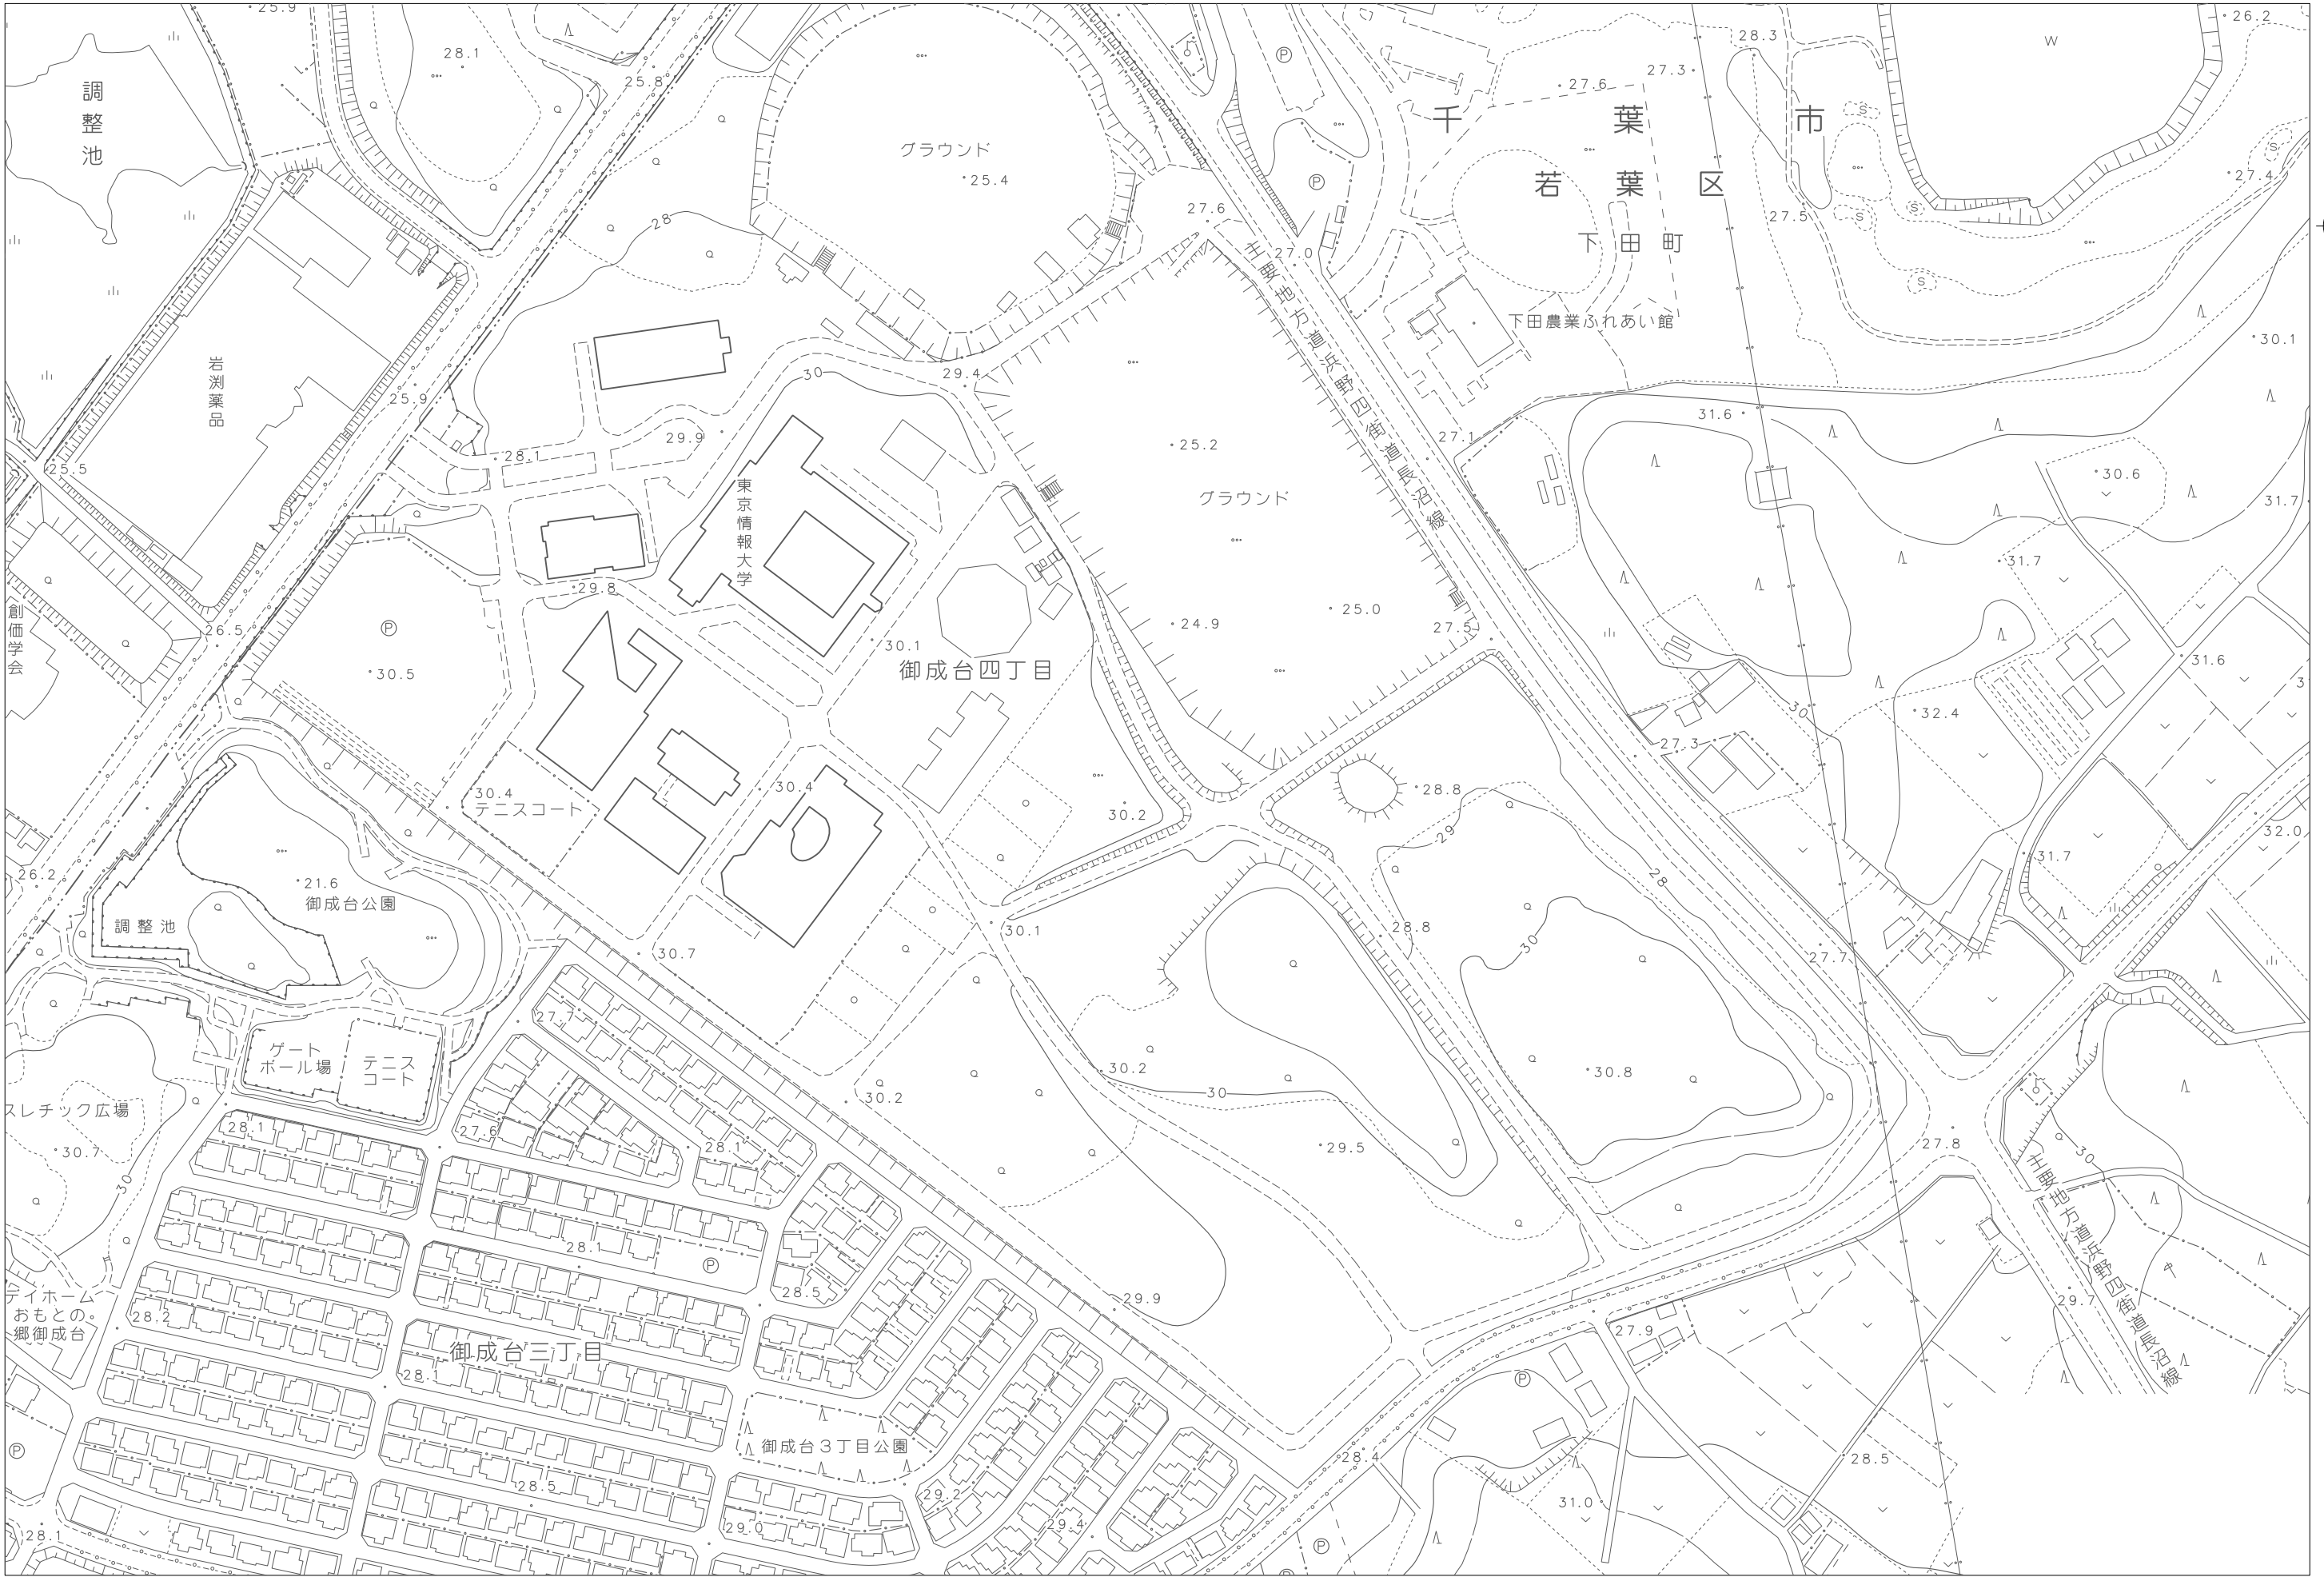 25.9
28.1
25.8
28.3
27.3
27.6
26.2
W
調整池
グラウンド
25.4
千葉市
若葉区
下田町
27.4
27.5
28
27.6
27.0
主要地方道浜野四街道長沼線
下田農業ふれあい館
30.1
岩渕薬品
25.9
29.4
30
29.9
28.1
25.2
27.1
31.6
30.6
31.7
25.5
東京情報大学
グラウンド
31.7
29.8
創価学会
26.5
30.5
30.1
24.9
25.0
27.5
御成台四丁目
31.6
32.4
30
27.3
30.4
テニスコート
30.4
30.2
28.8
29
28
32.0
31.7
26.2
21.6
御成台公園
調整池
30.1
28.8
30
27.7
30.7
27.7
ゲート
ボール場
テニス
コート
30.2
30
30.8
30.2
スレチック広場
28.1
27.6
28.1
29.5
27.8
30
30.7
30
主要地方道浜野四街道長沼線
28.1
28.5
29.9
29.7
デイホーム
おもとの。
郷御成台
28.2
27.9
御成台三丁目
28.1
御成台3丁目公園
28.4
28.5
28.5
29.2
31.0
28.1
29.0
29.4
P
P
P
P
P
P
P
S
S
S
S
S